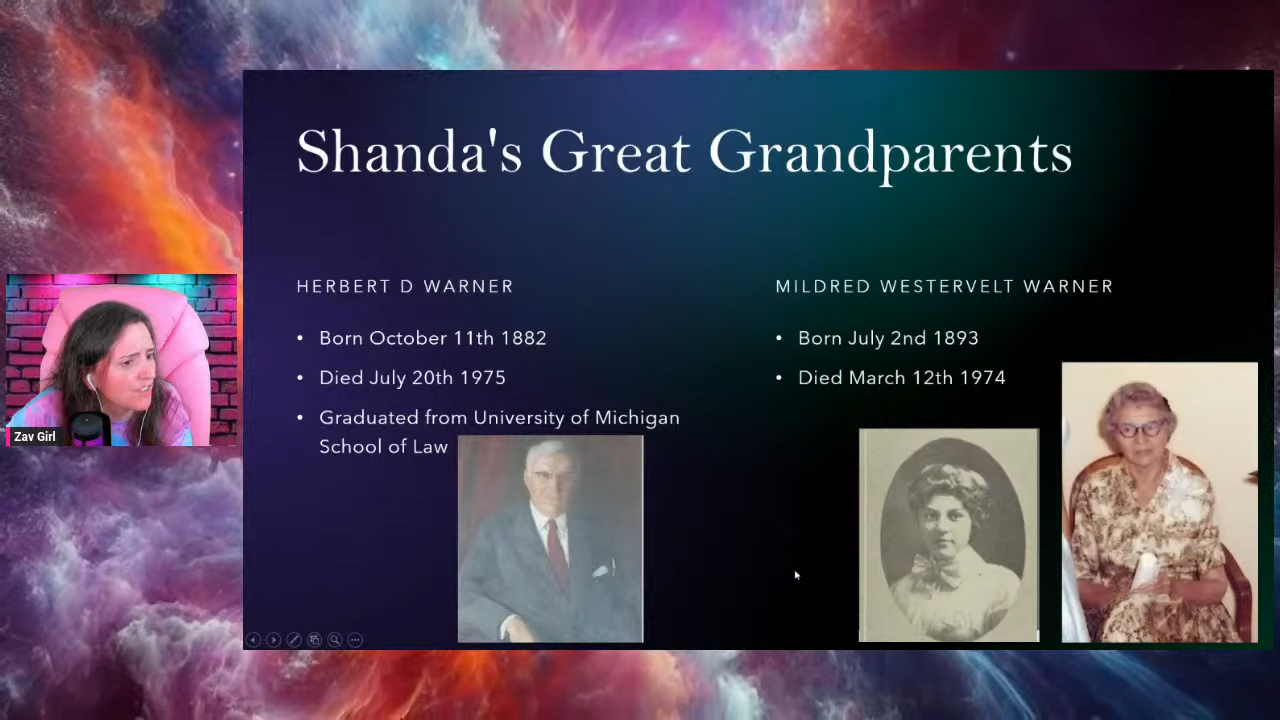 Shanda's Great Grandparents
HERBERT D WARNER
• Born October 11th 1882
• Died July 20th 1975
• Graduated from University of Michigan
School of Law
MILDRED WESTERVELT WARNER
• Born July 2nd 1893
• Died March 12th 1974
Zav Girl